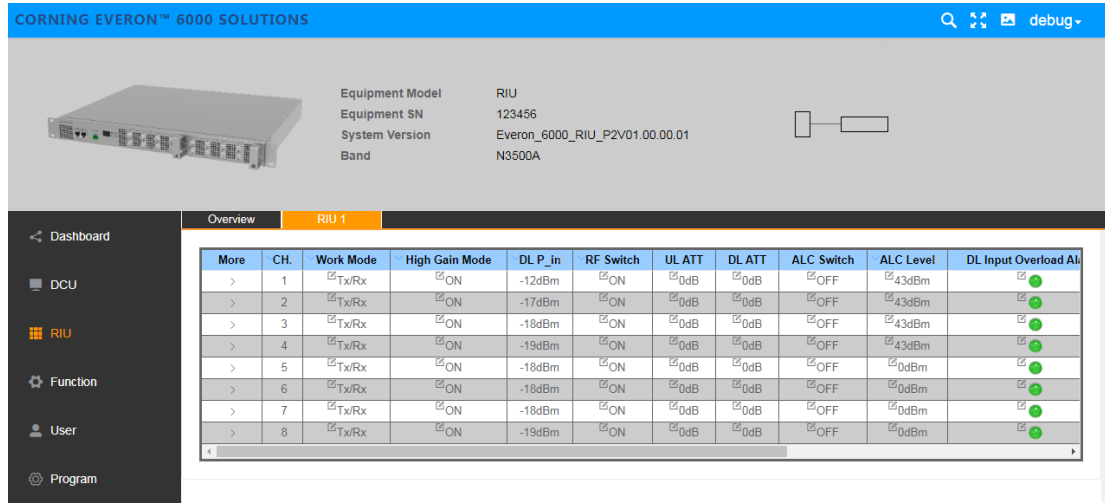 CORNING EVERON™ 6000 SOLUTIONS debug
Equipment Model RIU
Equipment SN 123456
System Version Everon_6000_RIU_P2V01.00.00.01
Band N3500A
Overview RIU 1
Dashboard
DCU
RIU
Function
User
Program
More CH. Work Mode High Gain Mode DL P_in RF Switch UL ATT DL ATT ALC Switch ALC Level DL Input Overload Ala
> 1 Tx/Rx ON -12dBm ON 0dB 0dB OFF 43dBm
> 2 Tx/Rx ON -17dBm ON 0dB 0dB OFF 43dBm
> 3 Tx/Rx ON -18dBm ON 0dB 0dB OFF 43dBm
> 4 Tx/Rx ON -19dBm ON 0dB 0dB OFF 43dBm
> 5 Tx/Rx ON -18dBm ON 0dB 0dB OFF 0dBm
> 6 Tx/Rx ON -18dBm ON 0dB 0dB OFF 0dBm
> 7 Tx/Rx ON -18dBm ON 0dB 0dB OFF 0dBm
> 8 Tx/Rx ON -19dBm ON 0dB 0dB OFF 0dBm